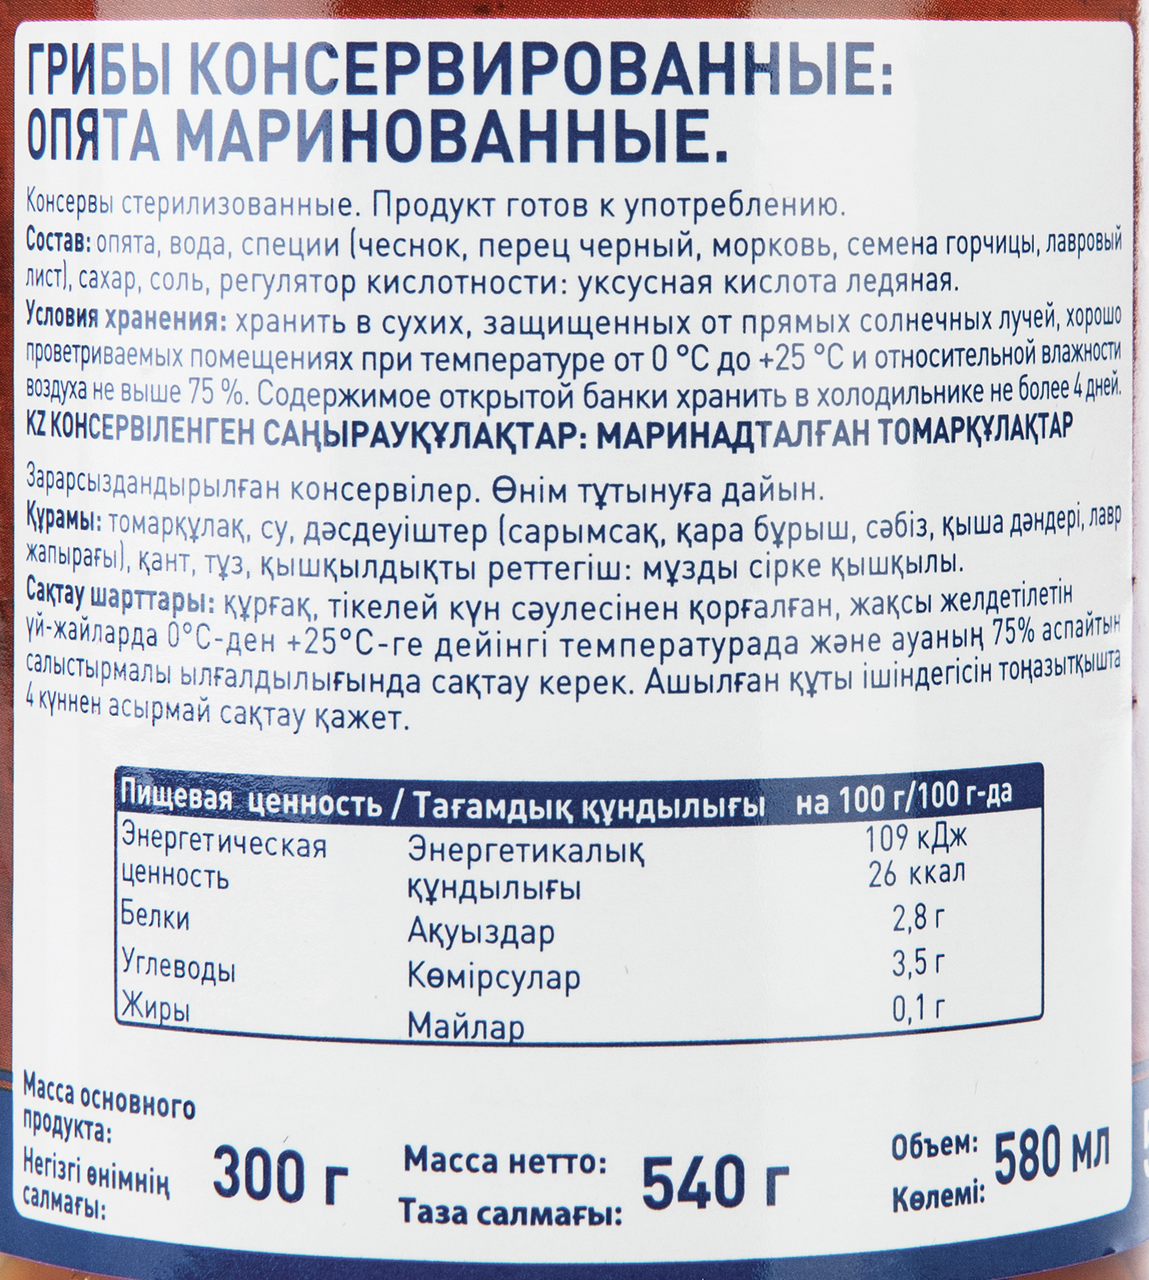 ГРИБЫ КОНСЕРВИРОВАННЫЕ:
ОПЯТА МАРИНОВАННЫЕ.
Консервы стерилизованные. Продукт готов к употреблению.
Состав: опята, вода, специи (чеснок, перец черный, морковь, семена горчицы, лавровый
лист), сахар, соль, регулятор кислотности: уксусная кислота ледяная.
Условия хранения: хранить в сухих, защищенных от прямых солнечных лучей, хорошо
проветриваемых помещениях при температуре от 0 °С до +25 °С и относительной влажности
воздуха не выше 75 %. Содержимое открытой банки хранить в холодильнике не более 4 дней.
KZ КОНСЕРВІЛЕНГЕН САҢЫРАУҚҰЛАҚТАР: МАРИНАДТАЛҒАН ТОМАРҚҰЛАҚТАР
Зарарсыздандырылған консервілер. Өнім тұтынуға дайын.
Құрамы: томарқұлақ, су, дәсдеуіштер (сарымсақ, қара бұрыш, сәбіз, қыша дәндері, лавр
жапырағы), қант, тұз, қышқылдықты реттегіш: мұзды сірке қышқылы.
Сақтау шарттары: құрғақ, тікелей күн сәулесінен қорғалған, жақсы желдетілетін
үй-жайларда 0°С-ден +25°С-ге дейінгі температурада және ауаның 75% аспайтын
салыстырмалы ылғалдылығында сақтау керек. Ашылған құты ішіндегісін тоңазытқышта
4 күннен асырмай сақтау қажет.
Пищевая ценность / Тағамдық құндылығы на 100 г/100 г-да
Энергетическая Энергетикалық 109 кДж
ценность құндылығы 26 ккал
Белки Ақуыздар 2,8 г
Углеводы Көмірсулар 3,5 г
Жиры Майлар 0,1 г
Масса основного
продукта:
Негізгі өнімнің
салмағы:
300 г
Масса нетто:
Таза салмағы:
540 г
Объем:
Көлемі:
580 мл